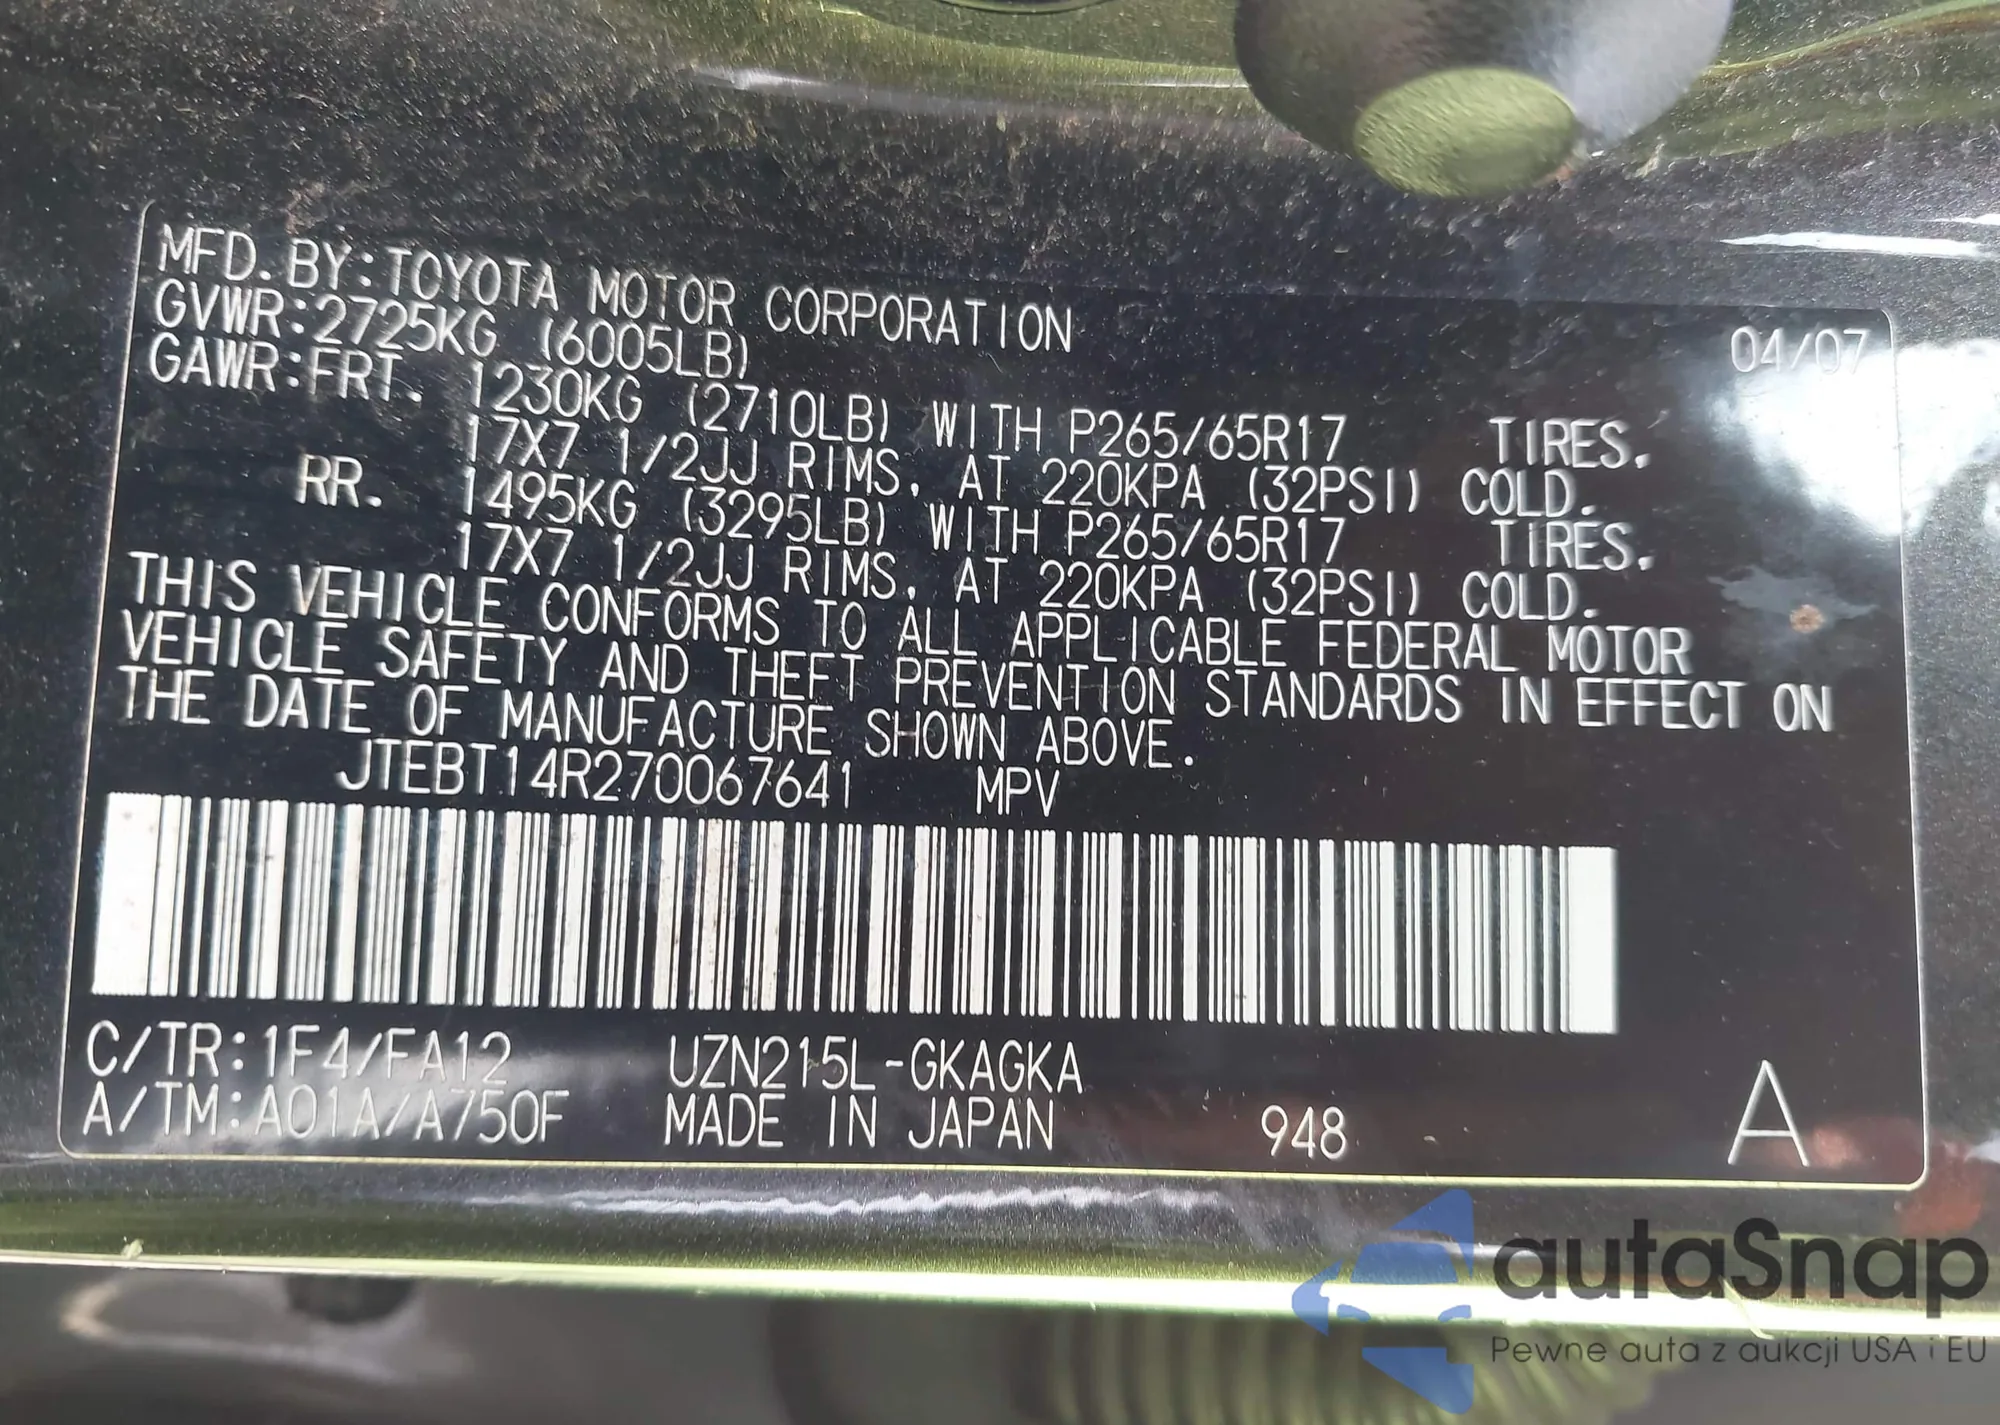 MFD. BY:TOYOTA MOTOR CORPORATION 04/07
GVWR:2725KG (6005LB)
GAWR:FRT. 1230KG (2710LB) WITH P265/65R17 TIRES.
17X7 1/2JJ RIMS, AT 220KPA (32PSI) COLD.
RR. 1495KG (3295LB) WITH P265/65R17 TIRES.
17X7 1/2JJ RIMS, AT 220KPA (32PSI) COLD.
THIS VEHICLE CONFORMS TO ALL APPLICABLE FEDERAL MOTOR
VEHICLE SAFETY AND THEFT PREVENTION STANDARDS IN EFFECT ON
THE DATE OF MANUFACTURE SHOWN ABOVE.
JTEBT14R270067641 MPV
C/TR:1F4/FA12 UZN215L-GKAGKA
A/TM:A01A/A750F MADE IN JAPAN 948 A
autaSnap
Pewne auta z aukcji USA i EU